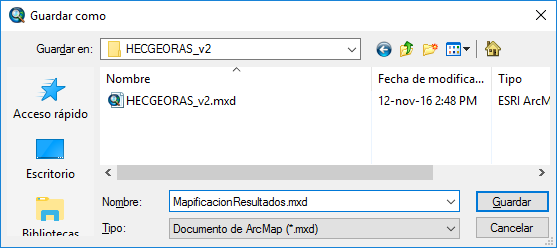 Guardar como
Guardar en: HECGEORAS_v2
Nombre Fecha de modifica... Tipo
HECGEORAS_v2.mxd 12-nov-16 2:48 PM ESRI ArcM
Acceso rápido
Escritorio
Bibliotecas
Nombre: MapificacionResultados.mxd Guardar
Tipo: Documento de ArcMap (*.mxd) Cancelar